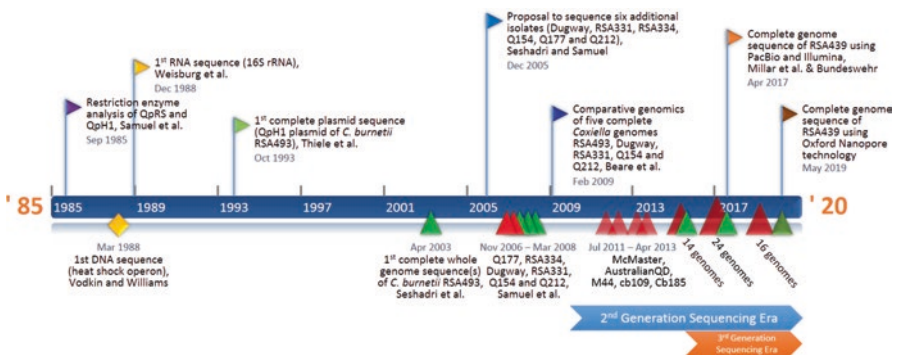 Proposal to sequence six additional
isolates (Dugway, RSA331, RSA334,
Q154, Q177 and Q212),
Seshadri and Samuel
Dec 2005
Complete genome
sequence of RSA439 using
PacBio and Illumina,
Millar et al. & Bundeswehr
Apr 2017
1st RNA sequence (16S rRNA),
Weisburg et al.
Dec 1988
Restriction enzyme
analysis of QpRS and
QpH1, Samuel et al.
Sep 1985
1st complete plasmid sequence
(QpH1 plasmid of C. burnetii
RSA493), Thiele et al.
Oct 1993
Comparative genomics
of five complete
Coxiella genomes
RSA493, Dugway,
RSA331, Q154 and
Q212, Beare et al.
Feb 2009
Complete genome
sequence of
RSA439 using
Oxford Nanopore
technology
May 2019
' 85
1985 1989 1993 1997 2001 2005 2009 2013 2017
' 20
Mar 1988
1st DNA sequence
(heat shock operon),
Vodkin and Williams
Apr 2003
1st complete whole
genome sequence(s)
of C. burnetii RSA493,
Seshadri et al.
Nov 2006 – Mar 2008
Q177, RSA334,
Dugway, RSA331,
Q154 and Q212,
Samuel et al.
Jul 2011 – Apr 2013
McMaster,
AustralianQD,
M44, cb109, Cb185
14 genomes
24 genomes
16 genomes
2nd Generation Sequencing Era
3rd Generation
Sequencing Era